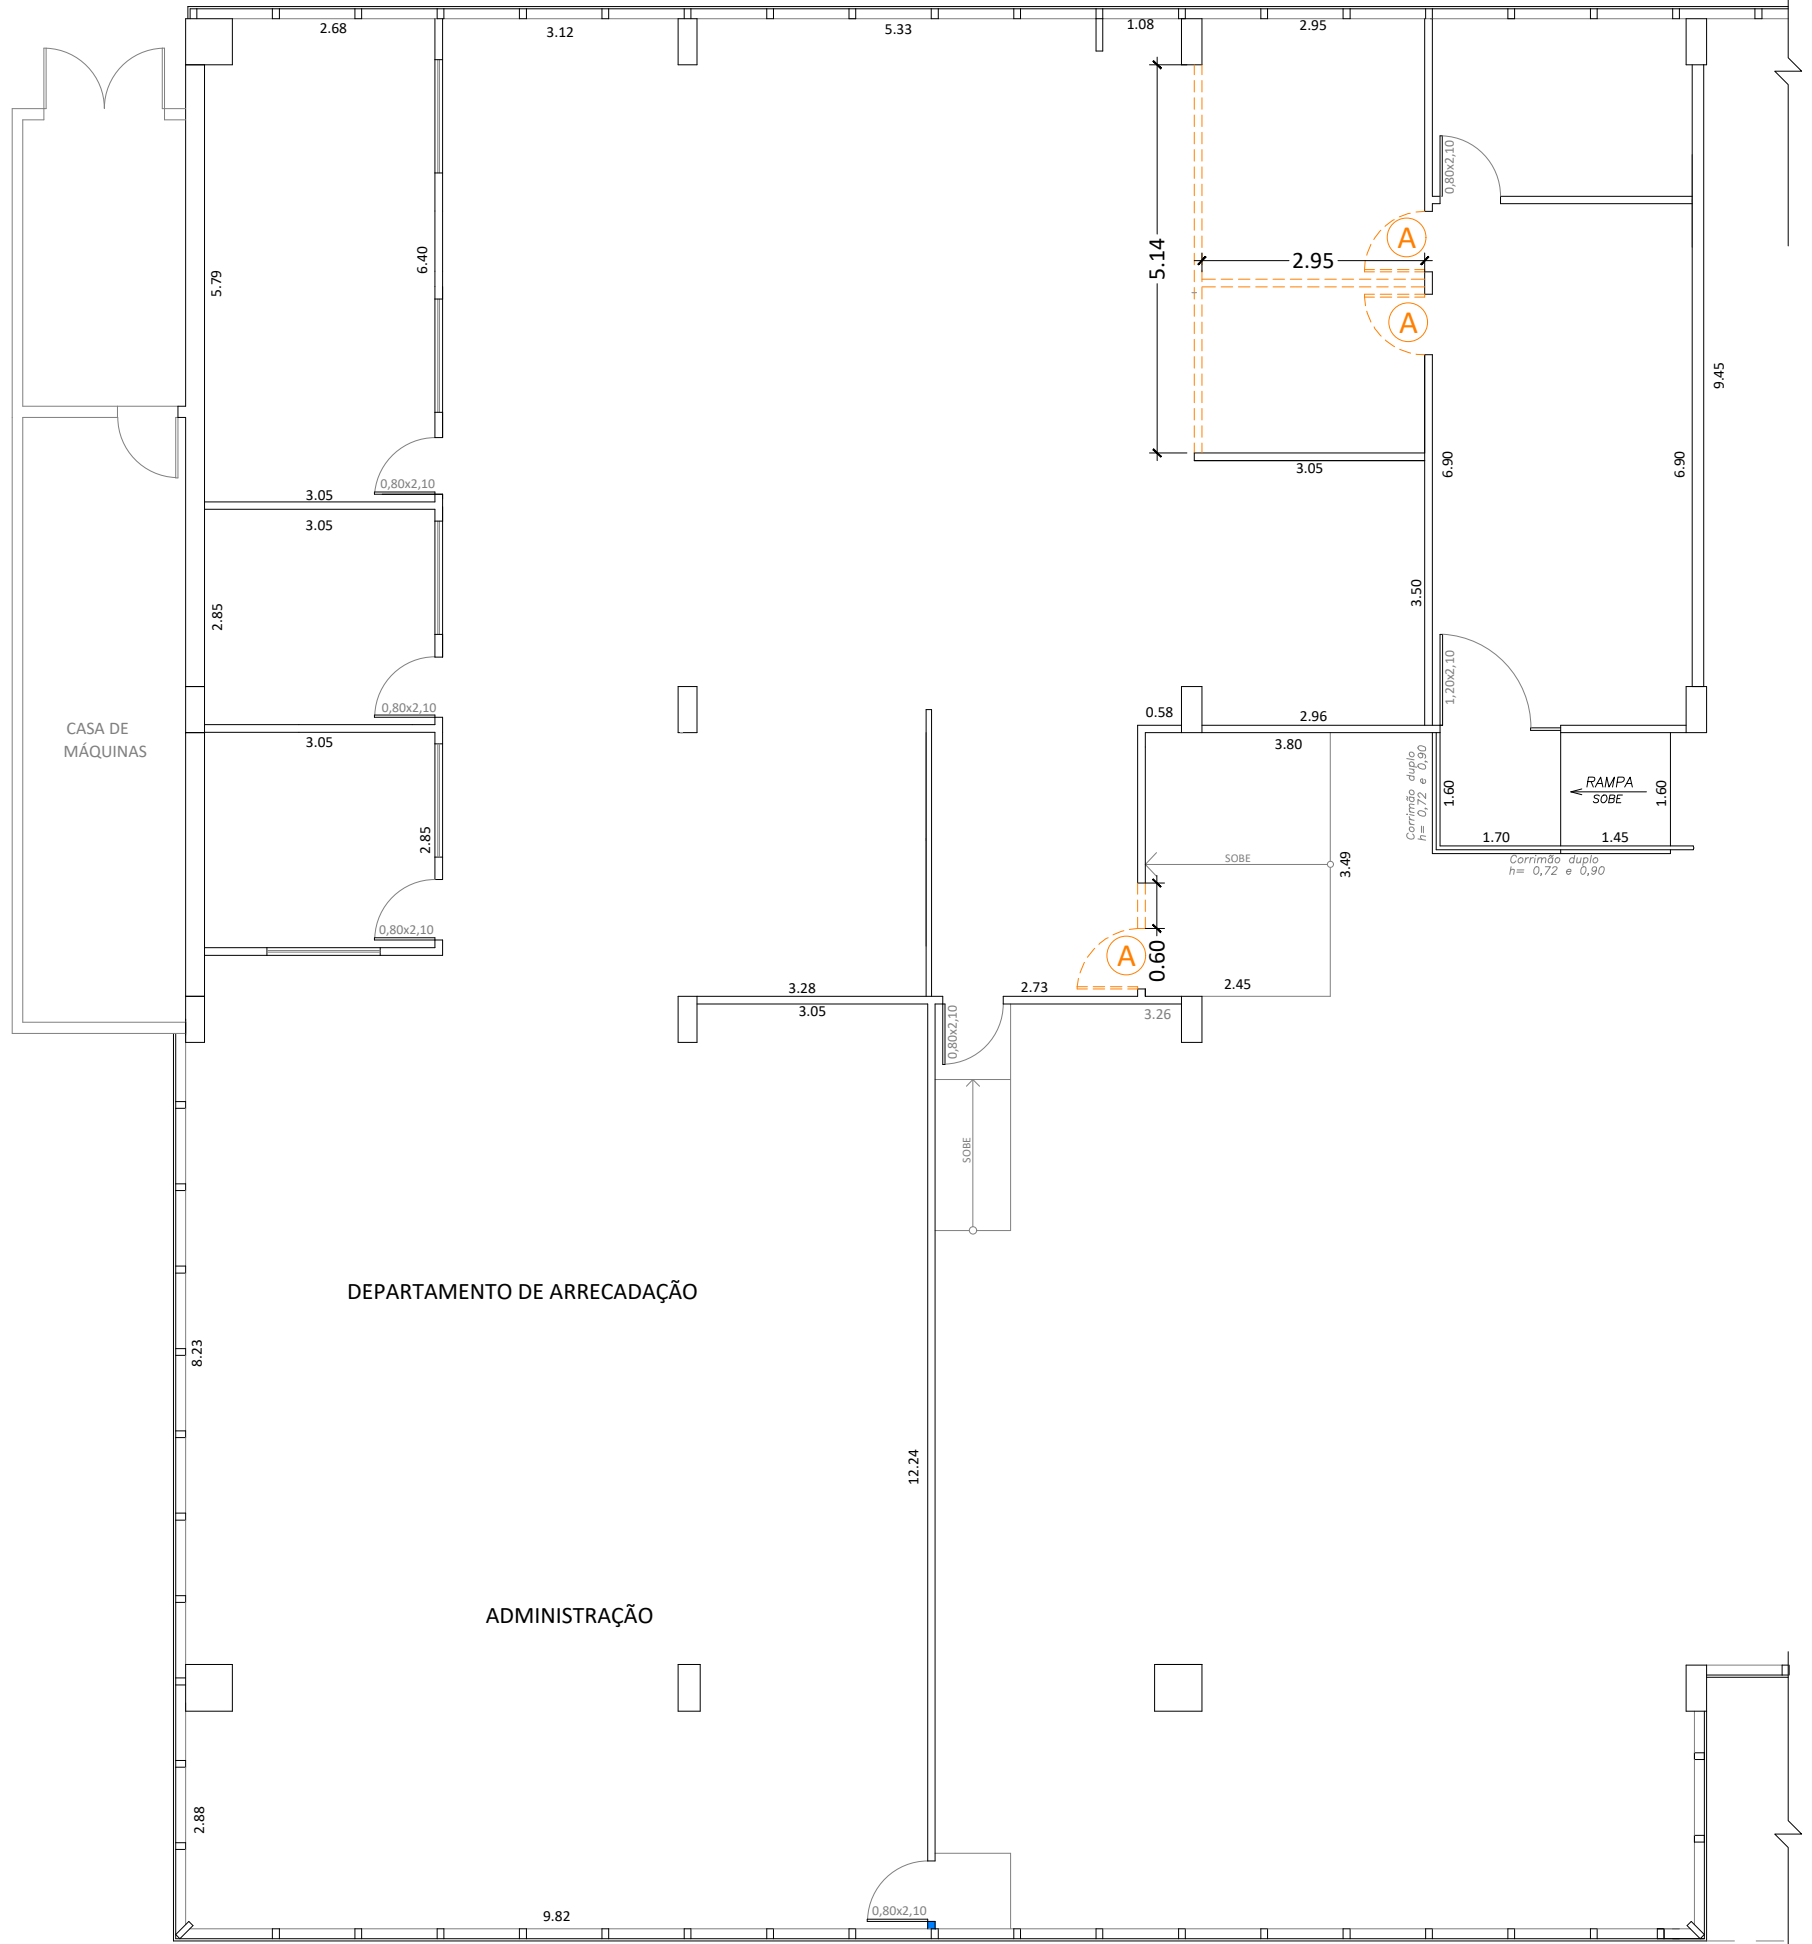 2.68
3.12
5.33
1.08
2.95
0,80x2,10
A
5.14
2.95
6.40
5.79
A
9.45
3.05
6.90
6.90
0,80x2,10
3.05
3.05
3.50
2.85
1,20x2,10
0,80x2,10
0.58
2.96
CASA DE
MÁQUINAS
3.05
3.80
Corrimão duplo
h= 0,72 e 0,90
RAMPA
SOBE
1.60
1.60
2.85
1.70
1.45
SOBE
3.49
Corrimão duplo
h= 0,72 e 0,90
0,80x2,10
A
0.60
3.28
2.73
2.45
3.05
3.26
0,80x2,10
SOBE
DEPARTAMENTO DE ARRECADAÇÃO
8.23
12.24
ADMINISTRAÇÃO
2.88
9.82
0,80x2,10